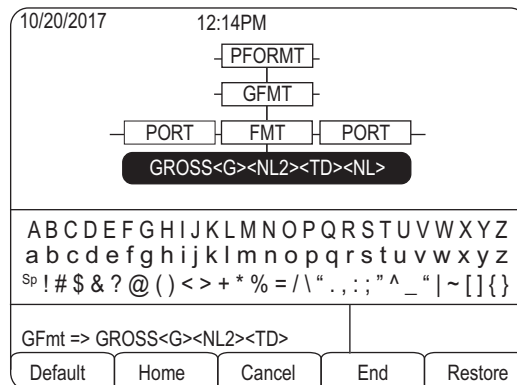 10/20/2017 12:14PM
PFORMT
GFMT
PORT FMT PORT
GROSS<G><NL2><TD><NL>
A B C D E F G H I J K L M N O P Q R S T U V W X Y Z
a b c d e f g h i j k l m n o p q r s t u v w x y z
Sp ! # $ & ? @ ( ) < > + * % = / \ “ . , : ; ” ^ _ “ | ~ [ ] { }
GFmt => GROSS<G><NL2><TD>
Default Home Cancel End Restore